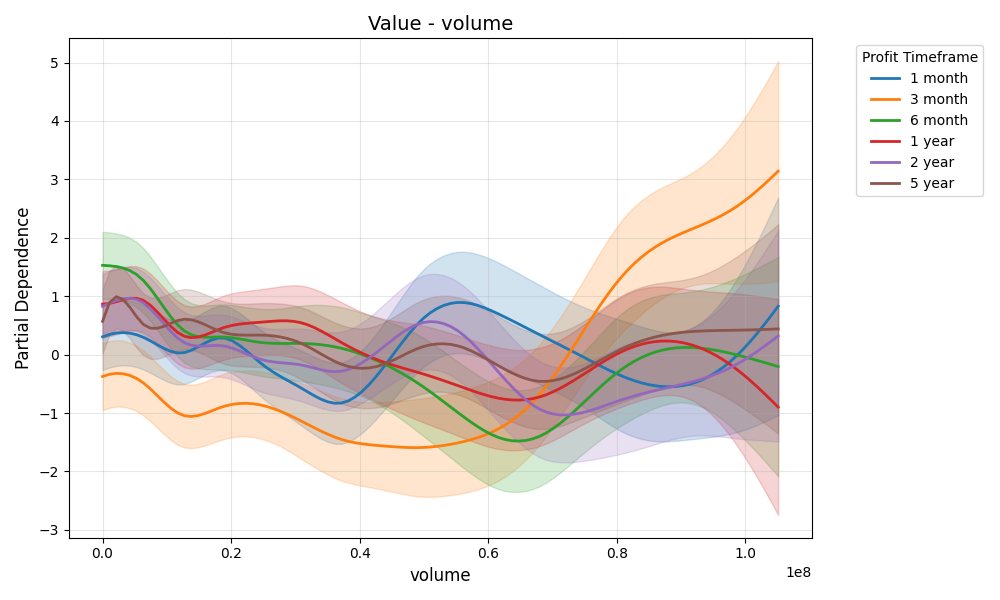 Value - volume
Profit Timeframe
1 month
3 month
6 month
1 year
2 year
5 year
Partial Dependence
5
4
3
2
1
0
−1
−2
−3
0.0 0.2 0.4 0.6 0.8 1.0
1e8
volume